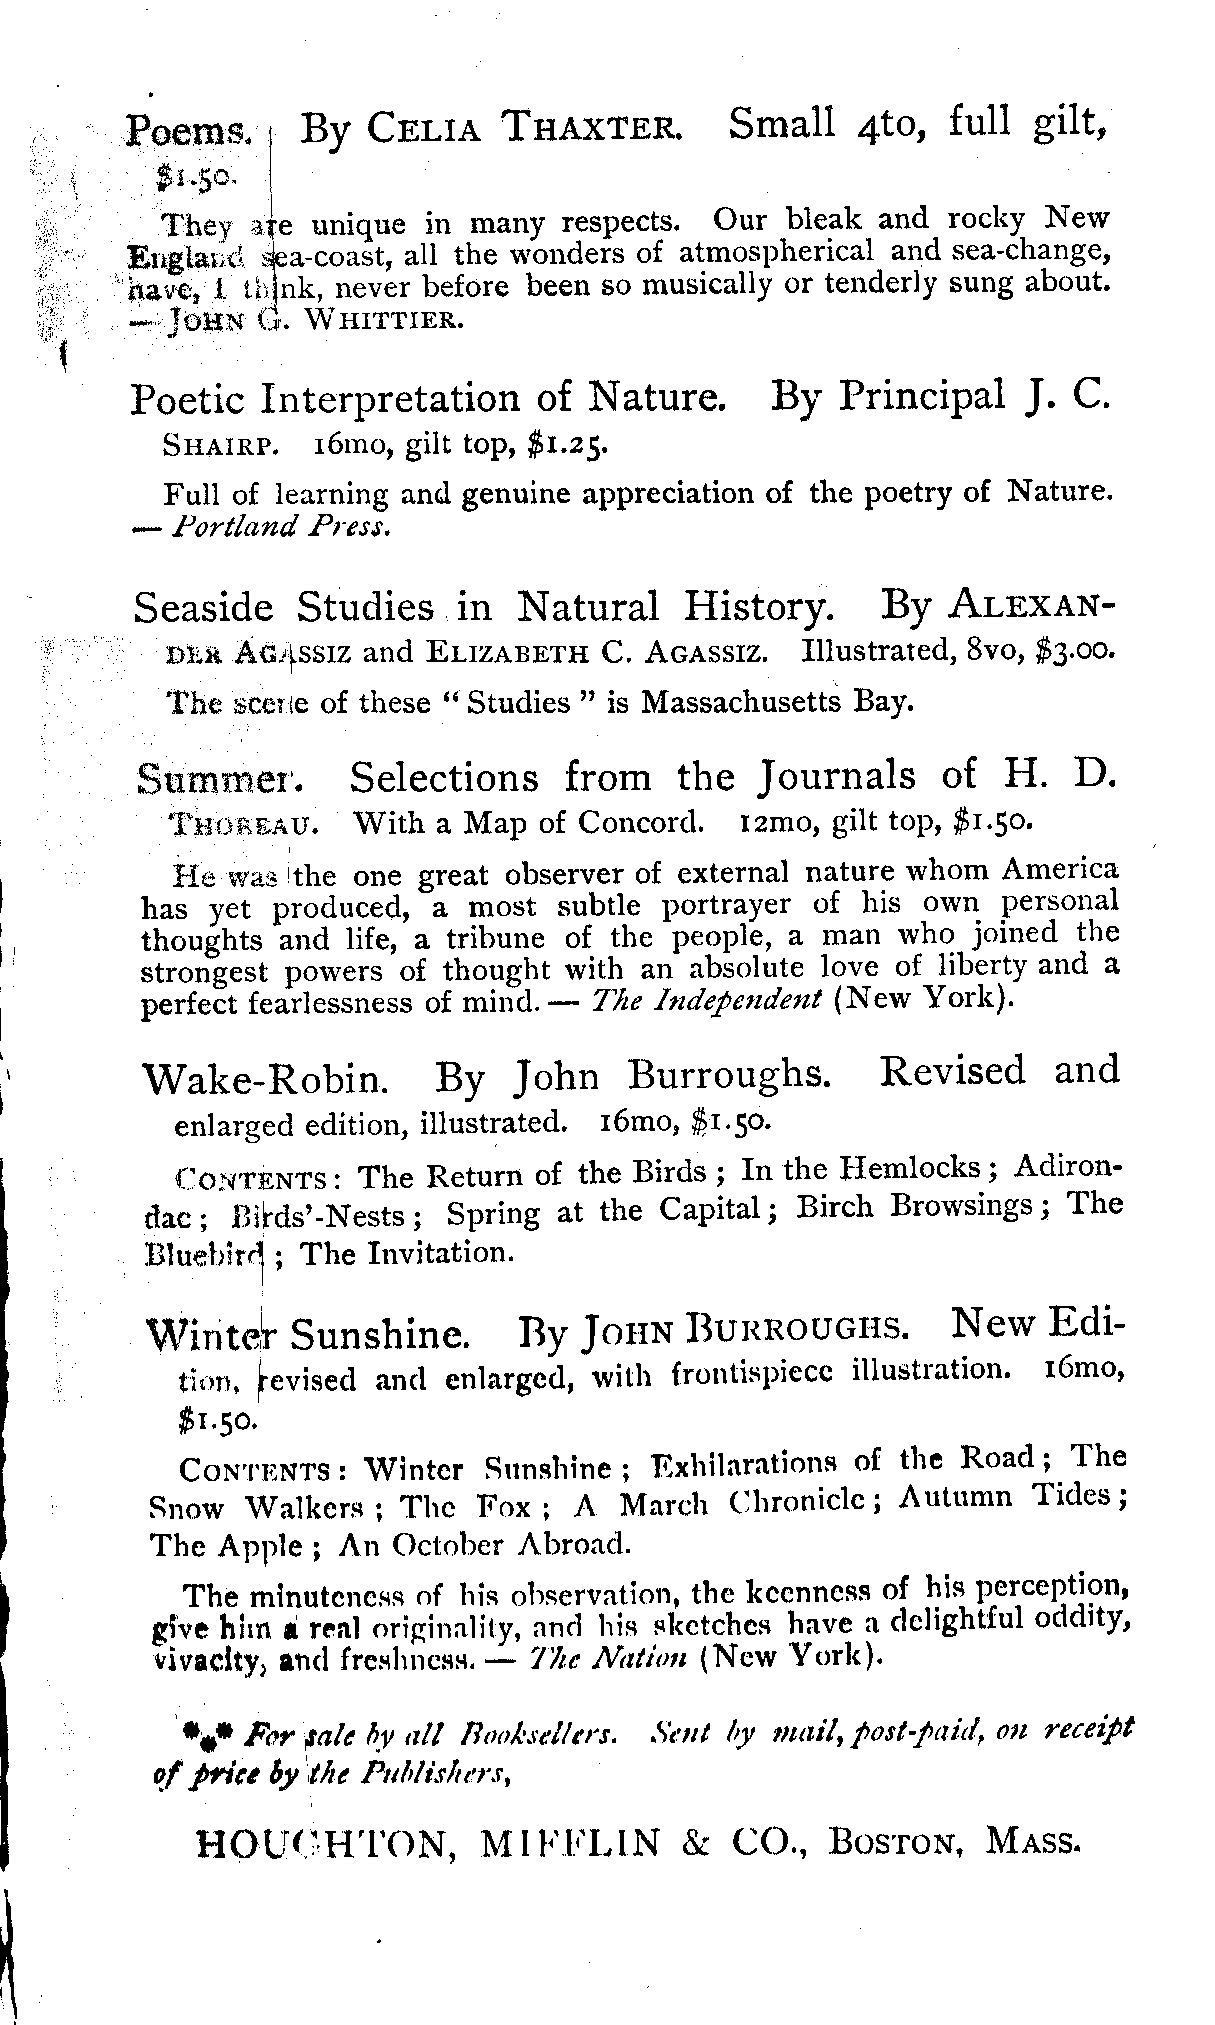 Poems. By CELIA THAXTER. Small 4to, full gilt,
$1.50.
They are unique in many respects. Our bleak and rocky New
England sea-coast, all the wonders of atmospherical and sea-change,
have, I think, never before been so musically or tenderly sung about.
— JOHN G. WHITTIER.
Poetic Interpretation of Nature. By Principal J. C.
SHAIRP. 16mo, gilt top, $1.25.
Full of learning and genuine appreciation of the poetry of Nature.
— Portland Press.
Seaside Studies in Natural History. By ALEXAN-
DER AGASSIZ and ELIZABETH C. AGASSIZ. Illustrated, 8vo, $3.00.
The scene of these “Studies” is Massachusetts Bay.
Summer. Selections from the Journals of H. D.
THOREAU. With a Map of Concord. 12mo, gilt top, $1.50.
He was the one great observer of external nature whom America
has yet produced, a most subtle portrayer of his own personal
thoughts and life, a tribune of the people, a man who joined the
strongest powers of thought with an absolute love of liberty and a
perfect fearlessness of mind. — The Independent (New York).
Wake-Robin. By John Burroughs. Revised and
enlarged edition, illustrated. 16mo, $1.50.
CONTENTS: The Return of the Birds; In the Hemlocks; Adiron-
dac; Birds’-Nests; Spring at the Capital; Birch Browsings; The
Bluebird; The Invitation.
Winter Sunshine. By JOHN BURROUGHS. New Edi-
tion, revised and enlarged, with frontispiece illustration. 16mo,
$1.50.
CONTENTS: Winter Sunshine; Exhilarations of the Road; The
Snow Walkers; The Fox; A March Chronicle; Autumn Tides;
The Apple; An October Abroad.
The minuteness of his observation, the keenness of his perception,
give him a real originality, and his sketches have a delightful oddity,
vivacity, and freshness. — The Nation (New York).
*** For sale by all Booksellers. Sent by mail, post-paid, on receipt
of price by the Publishers,
HOUGHTON, MIFFLIN & CO., BOSTON, MASS.